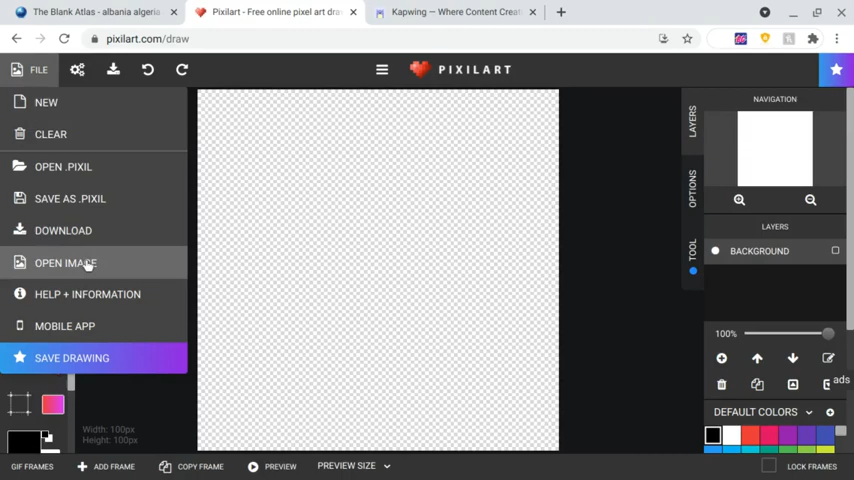 The Blank Atlas - albania algeria
Pixilart - Free online pixel art dra
Kapwing — Where Content Creat
pixilart.com/draw
FILE
PIXILART
NEW
CLEAR
OPEN .PIXIL
SAVE AS .PIXIL
DOWNLOAD
OPEN IMAGE
HELP + INFORMATION
MOBILE APP
SAVE DRAWING
Width: 100px
Height: 100px
LAYERS
OPTIONS
TOOL
NAVIGATION
LAYERS
BACKGROUND
100%
ads
DEFAULT COLORS
GIF FRAMES
ADD FRAME
COPY FRAME
PREVIEW
PREVIEW SIZE
LOCK FRAMES